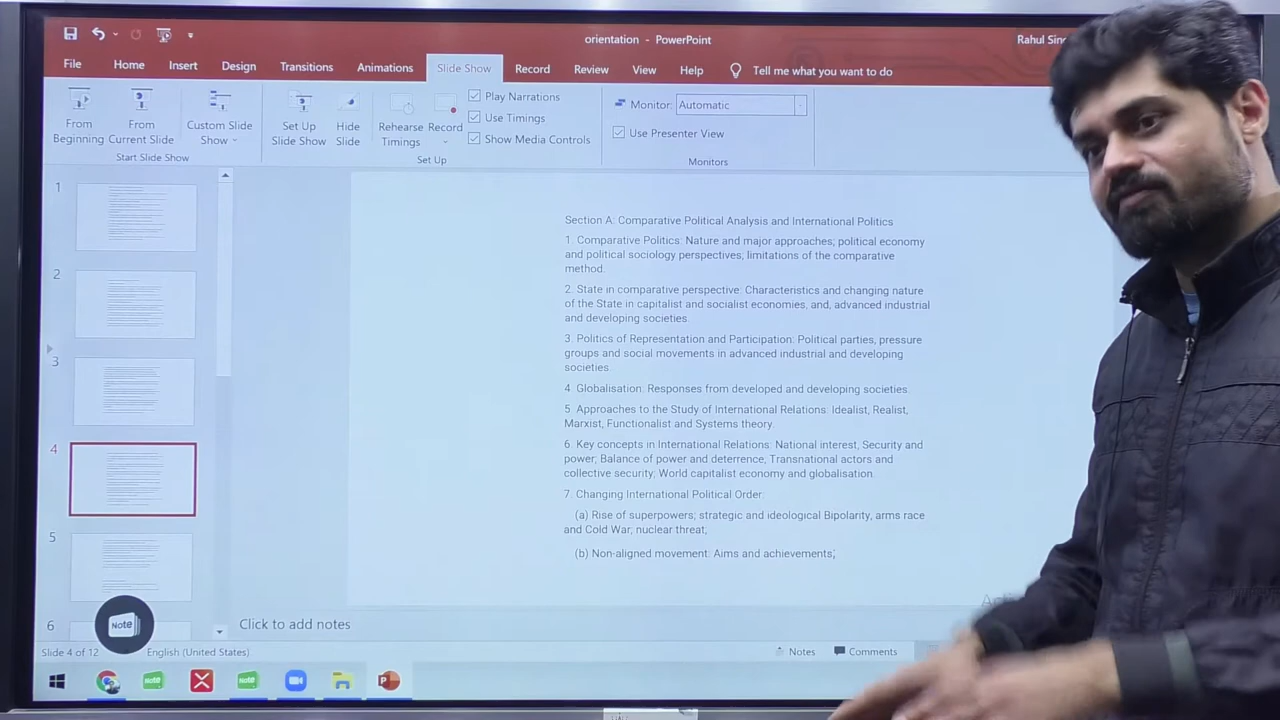 orientation - PowerPoint
Rahul
File Home Insert Design Transitions Animations Slide Show Record Review View Help Tell me what you want to do
From Beginning
From Current Slide
Custom Slide Show
Start Slide Show
Set Up Slide Show
Hide Slide
Rehearse Timings
Record
Play Narrations
Use Timings
Show Media Controls
Set Up
Monitor: Automatic
Use Presenter View
Monitors
1
2
3
4
5
6
Section A: Comparative Political Analysis and International Politics
1. Comparative Politics: Nature and major approaches; political economy
and political sociology perspectives; limitations of the comparative
method.
2. State in comparative perspective: Characteristics and changing nature
of the State in capitalist and socialist economies, and, advanced industrial
and developing societies.
3. Politics of Representation and Participation: Political parties, pressure
groups and social movements in advanced industrial and developing
societies.
4. Globalisation: Responses from developed and developing societies.
5. Approaches to the Study of International Relations: Idealist, Realist,
Marxist, Functionalist and Systems theory.
6. Key concepts in International Relations: National interest, Security and
power; Balance of power and deterrence, Transnational actors and
collective security; World capitalist economy and globalisation.
7. Changing International Political Order:
(a) Rise of superpowers; strategic and ideological Bipolarity, arms race
and Cold War, nuclear threat;
(b) Non-aligned movement: Aims and achievements;
Note
Click to add notes
Slide 4 of 12 English (United States)
Notes Comments
note
note